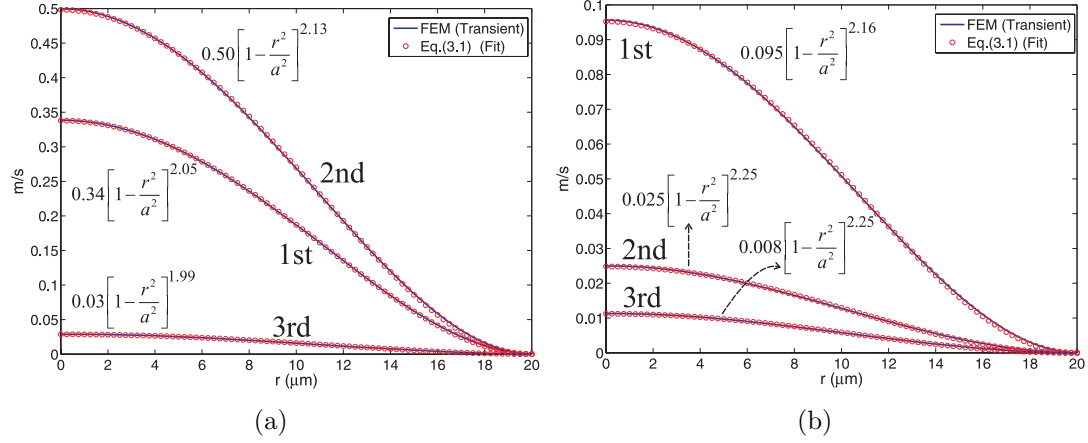 0.5
0.45
0.4
0.35
0.3
0.25
0.2
0.15
0.1
0.05
0
m/s
0 2 4 6 8 10 12 14 16 18 20
r (μm)
FEM (Transient)
Eq.(3.1) (Fit)
0.50[1-r²/a²]^2.13
2nd
0.34[1-r²/a²]^2.05
1st
0.03[1-r²/a²]^1.99
3rd
(a)
0.1
0.09
0.08
0.07
0.06
0.05
0.04
0.03
0.02
0.01
0
m/s
0 2 4 6 8 10 12 14 16 18 20
r (μm)
FEM (Transient)
Eq.(3.1) (Fit)
1st
0.095[1-r²/a²]^2.16
0.025[1-r²/a²]^2.25
2nd
0.008[1-r²/a²]^2.25
3rd
(b)